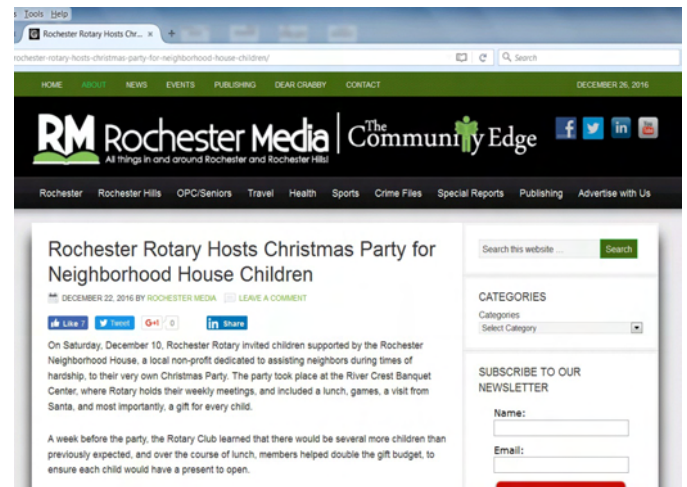 Tools Help
Rochester Rotary Hosts Chr... × +
rochester-rotary-hosts-christmas-party-for-neighborhood-house-children/
Search
HOME ABOUT NEWS EVENTS PUBLISHING DEAR CRABBY CONTACT DECEMBER 26, 2016
RM Rochester Media The Community Edge
All things in and around Rochester and Rochester Hills!
f in You Tube
Rochester Rochester Hills OPC/Seniors Travel Health Sports Crime Files Special Reports Publishing Advertise with Us
Rochester Rotary Hosts Christmas Party for
Neighborhood House Children
DECEMBER 22, 2016 BY ROCHESTER MEDIA LEAVE A COMMENT
Like 7 Tweet G+1 0 in Share
On Saturday, December 10, Rochester Rotary invited children supported by the Rochester
Neighborhood House, a local non-profit dedicated to assisting neighbors during times of
hardship, to their very own Christmas Party. The party took place at the River Crest Banquet
Center, where Rotary holds their weekly meetings, and included a lunch, games, a visit from
Santa, and most importantly, a gift for every child.
A week before the party, the Rotary Club learned that there would be several more children than
previously expected, and over the course of lunch, members helped double the gift budget, to
ensure each child would have a present to open.
Search this website ... Search
CATEGORIES
Categories
Select Category
SUBSCRIBE TO OUR
NEWSLETTER
Name:
Email: